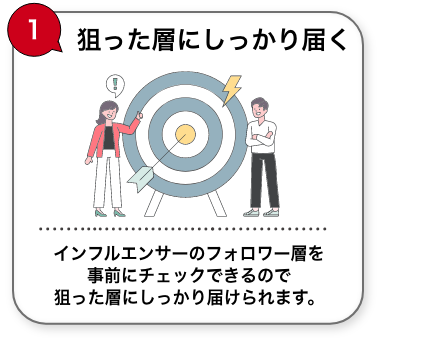 1
狙った層にしっかり届く
!
インフルエンサーのフォロワー層を
事前にチェックできるので
狙った層にしっかり届けられます。